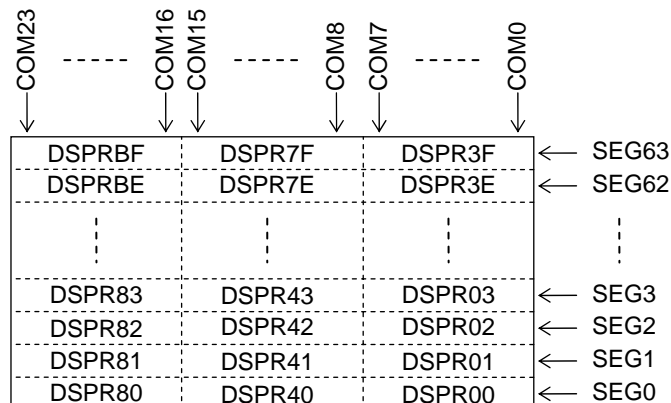 COM23 COM16 COM15 COM8 COM7 COM0
DSPRBF DSPR7F DSPR3F SEG63
DSPRBE DSPR7E DSPR3E SEG62
DSPR83 DSPR43 DSPR03 SEG3
DSPR82 DSPR42 DSPR02 SEG2
DSPR81 DSPR41 DSPR01 SEG1
DSPR80 DSPR40 DSPR00 SEG0